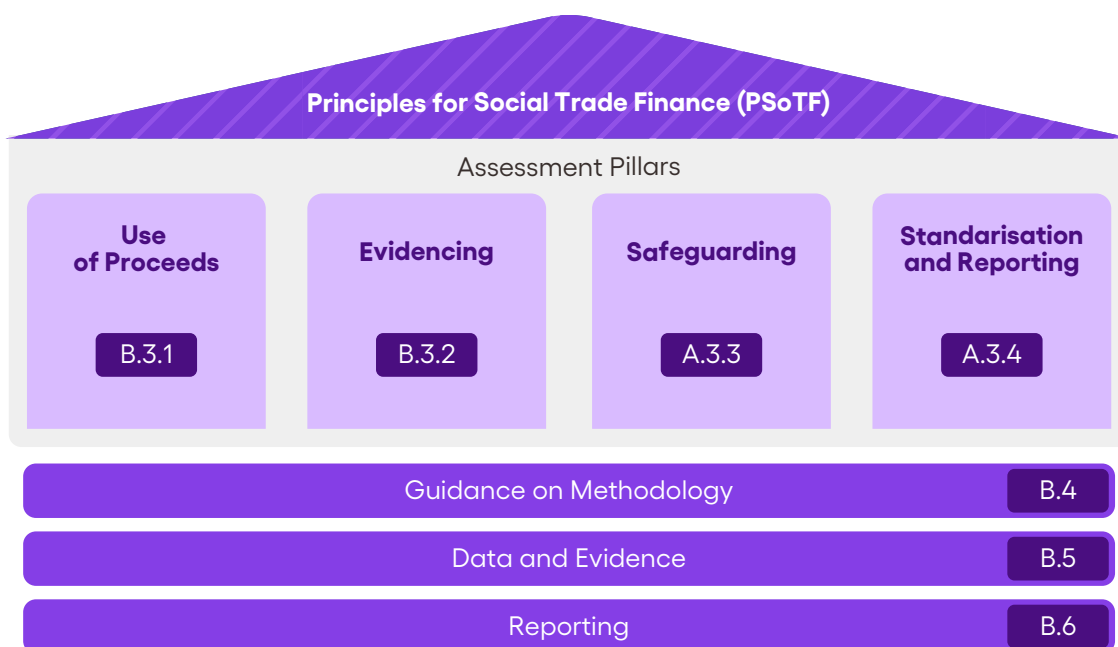 Principles for Social Trade Finance (PSoTF)
Assessment Pillars
Use
of Proceeds
B.3.1
Evidencing
B.3.2
Safeguarding
A.3.3
Standarisation
and Reporting
A.3.4
Guidance on Methodology
B.4
Data and Evidence
B.5
Reporting
B.6